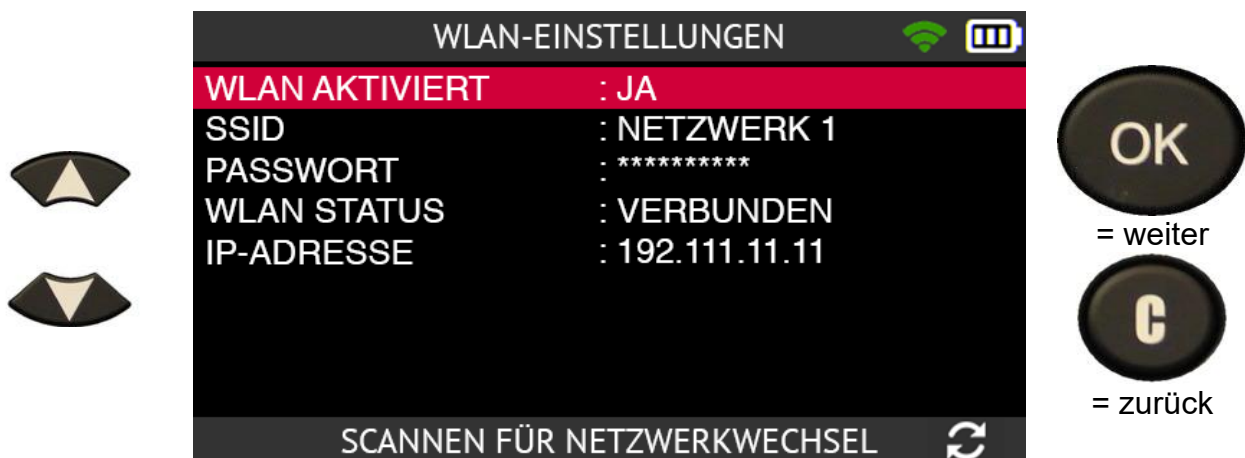 WLAN-EINSTELLUNGEN
WLAN AKTIVIERT : JA
SSID : NETZWERK 1
PASSWORT : **********
WLAN STATUS : VERBUNDEN
IP-ADRESSE : 192.111.11.11
SCANNEN FÜR NETZWERKWECHSEL
OK
= weiter
C
= zurück